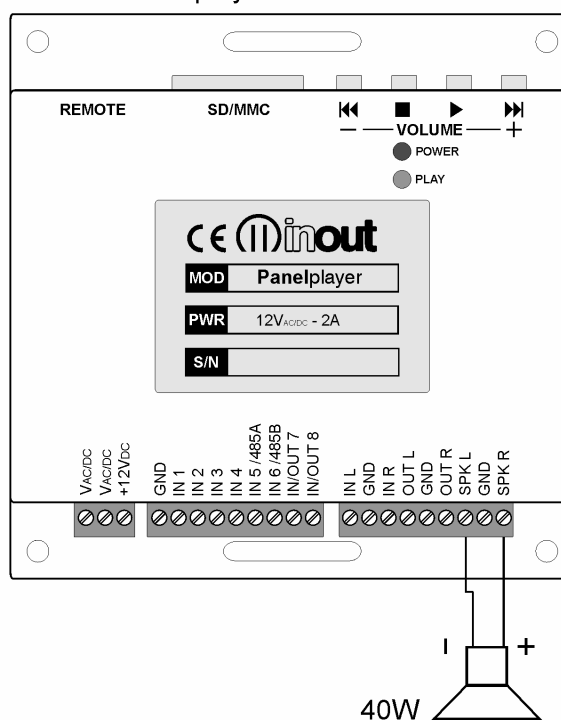 REMOTE SD/MMC
− VOLUME +
POWER
PLAY
CE inout
MOD Panelplayer
PWR 12VAC/DC - 2A
S/N
VAC/DC
VAC/DC
+12VDC
GND
IN 1
IN 2
IN 3
IN 4
IN 5 /485A
IN 6 /485B
IN/OUT 7
IN/OUT 8
IN L
GND
IN R
OUT L
GND
OUT R
SPK L
GND
SPK R
− +
40W